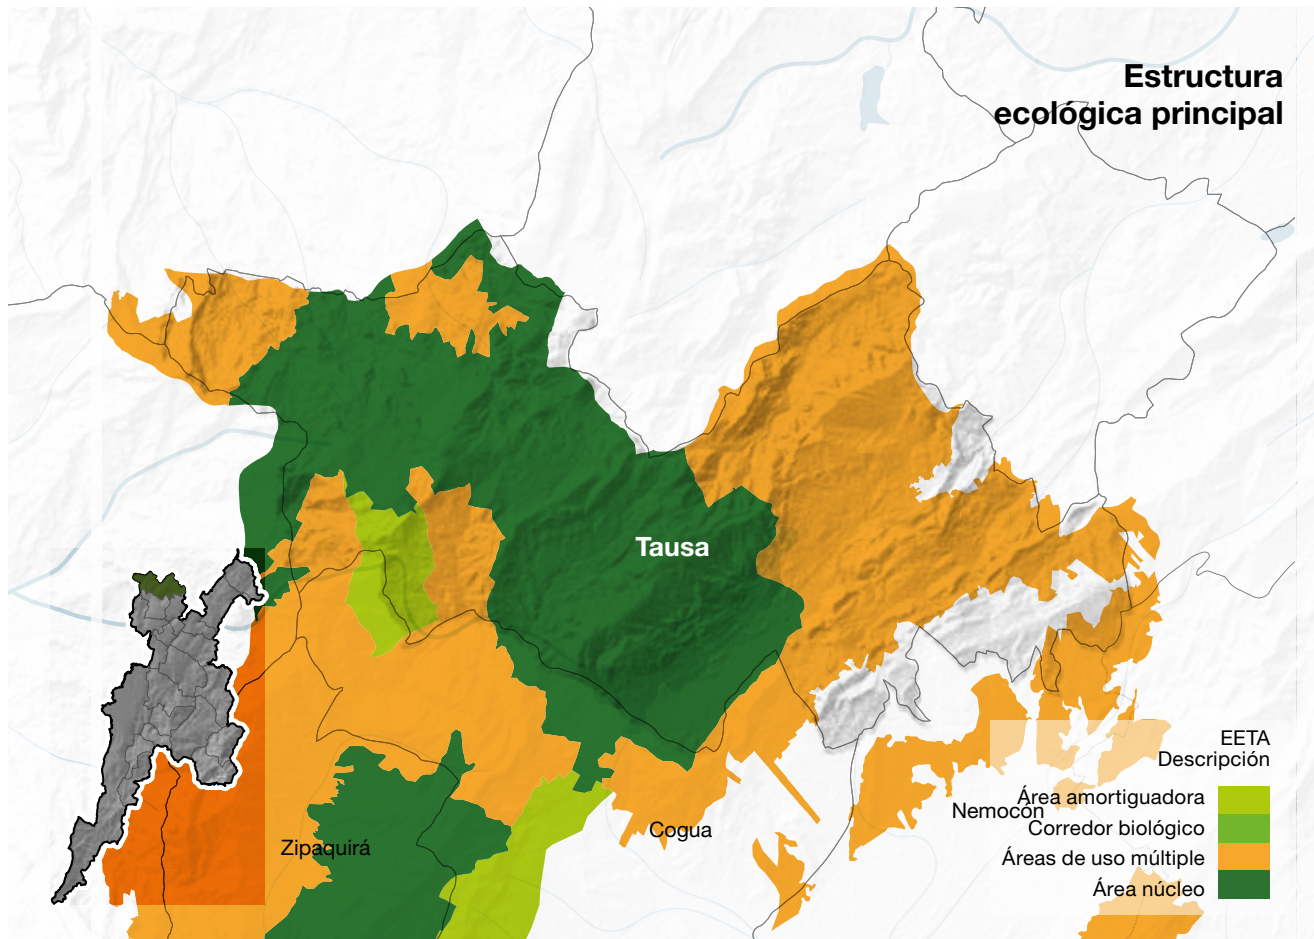 Estructura
ecológica principal
Tausa
Zipaquirá
Cogua
Nemocón
EETA
Descripción
Área amortiguadora
Corredor biológico
Áreas de uso múltiple
Área núcleo